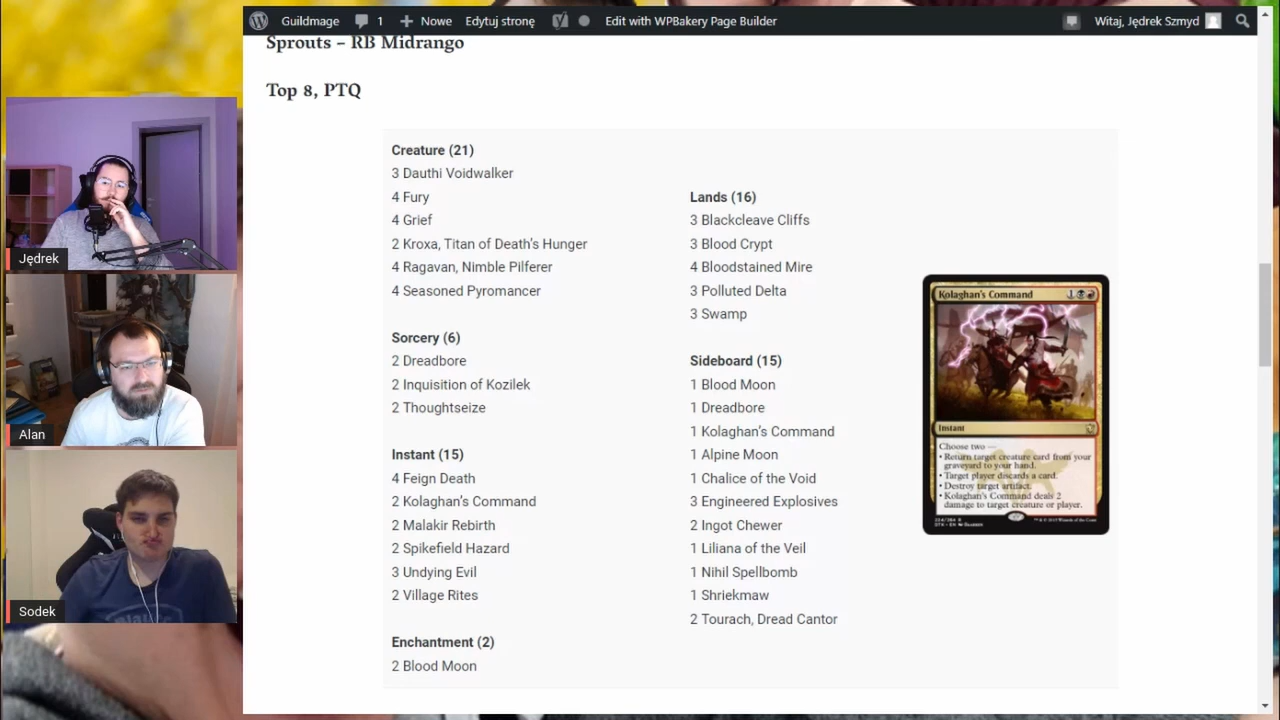 Guildmage 1 Nowe Edytuj stronę Edit with WPBakery Page Builder Witaj, Jędrek Szmyd
Sprouts – RB Midrango
Top 8, PTQ
Creature (21)
3 Dauthi Voidwalker
4 Fury
4 Grief
2 Kroxa, Titan of Death's Hunger
4 Ragavan, Nimble Pilferer
4 Seasoned Pyromancer
Sorcery (6)
2 Dreadbore
2 Inquisition of Kozilek
2 Thoughtseize
Instant (15)
4 Feign Death
2 Kolaghan's Command
2 Malakir Rebirth
2 Spikefield Hazard
3 Undying Evil
2 Village Rites
Enchantment (2)
2 Blood Moon
Lands (16)
3 Blackcleave Cliffs
3 Blood Crypt
4 Bloodstained Mire
3 Polluted Delta
3 Swamp
Sideboard (15)
1 Blood Moon
1 Dreadbore
1 Kolaghan's Command
1 Alpine Moon
1 Chalice of the Void
3 Engineered Explosives
2 Ingot Chewer
1 Liliana of the Veil
1 Nihil Spellbomb
1 Shriekmaw
2 Tourach, Dread Cantor
Kolaghan's Command 1
Instant
Choose two —
• Return target creature card from your
graveyard to your hand.
• Target player discards a card.
• Destroy target artifact.
• Kolaghan's Command deals 2
damage to target creature or player.
Jędrek
Alan
Sodek